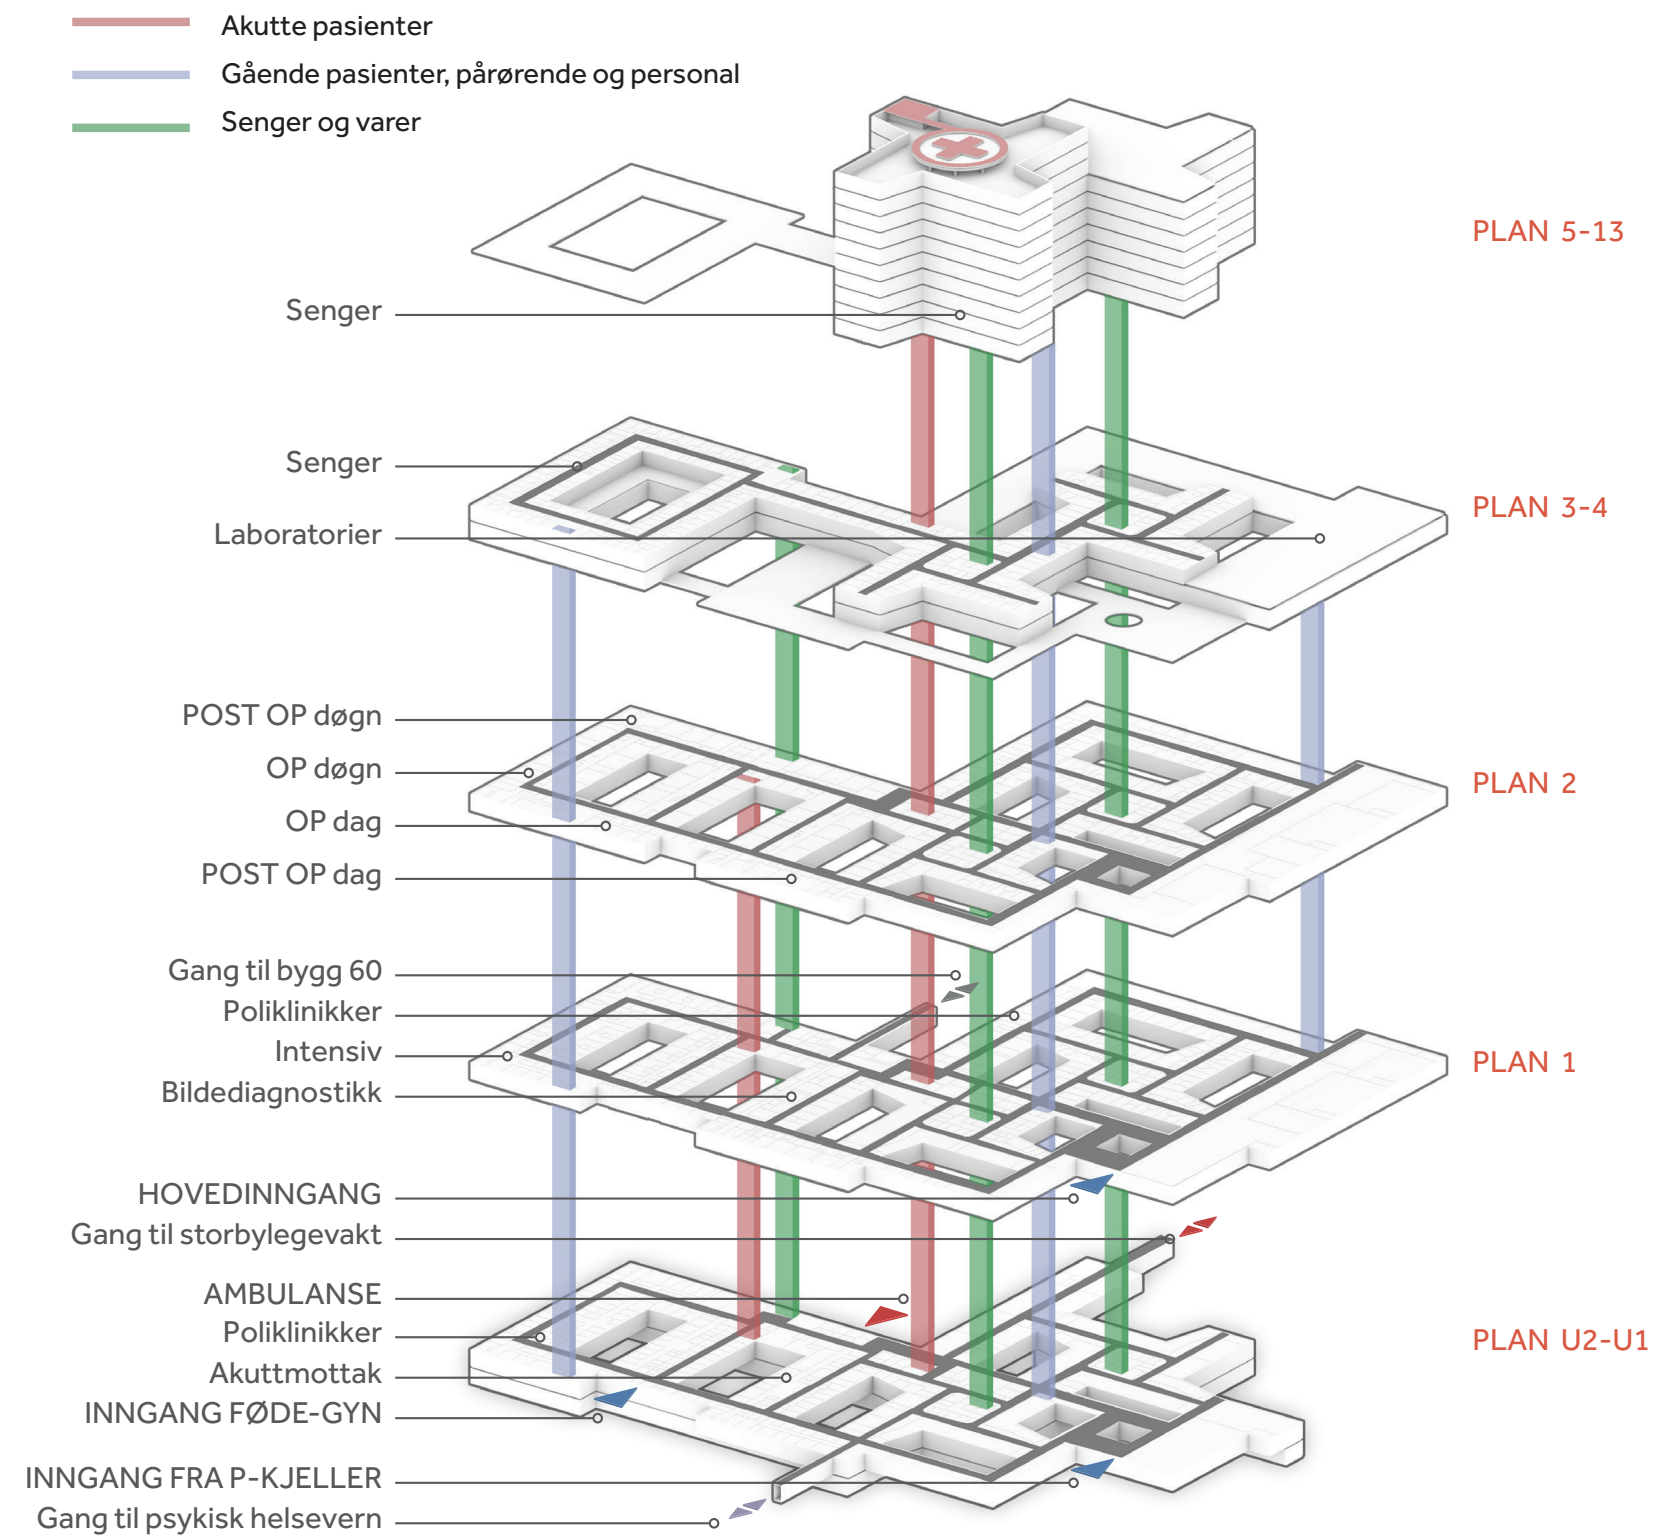 Akutte pasienter
Gående pasienter, pårørende og personal
Senger og varer
PLAN 5-13
Senger
Senger
PLAN 3-4
Laboratorier
POST OP døgn
OP døgn
PLAN 2
OP dag
POST OP dag
Gang til bygg 60
Poliklinikker
Intensiv
PLAN 1
Bildediagnostikk
HOVEDINNGANG
Gang til storbylegevakt
AMBULANSE
Poliklinikker
PLAN U2-U1
Akuttmottak
INNGANG FØDE-GYN
INNGANG FRA P-KJELLER
Gang til psykisk helsevern